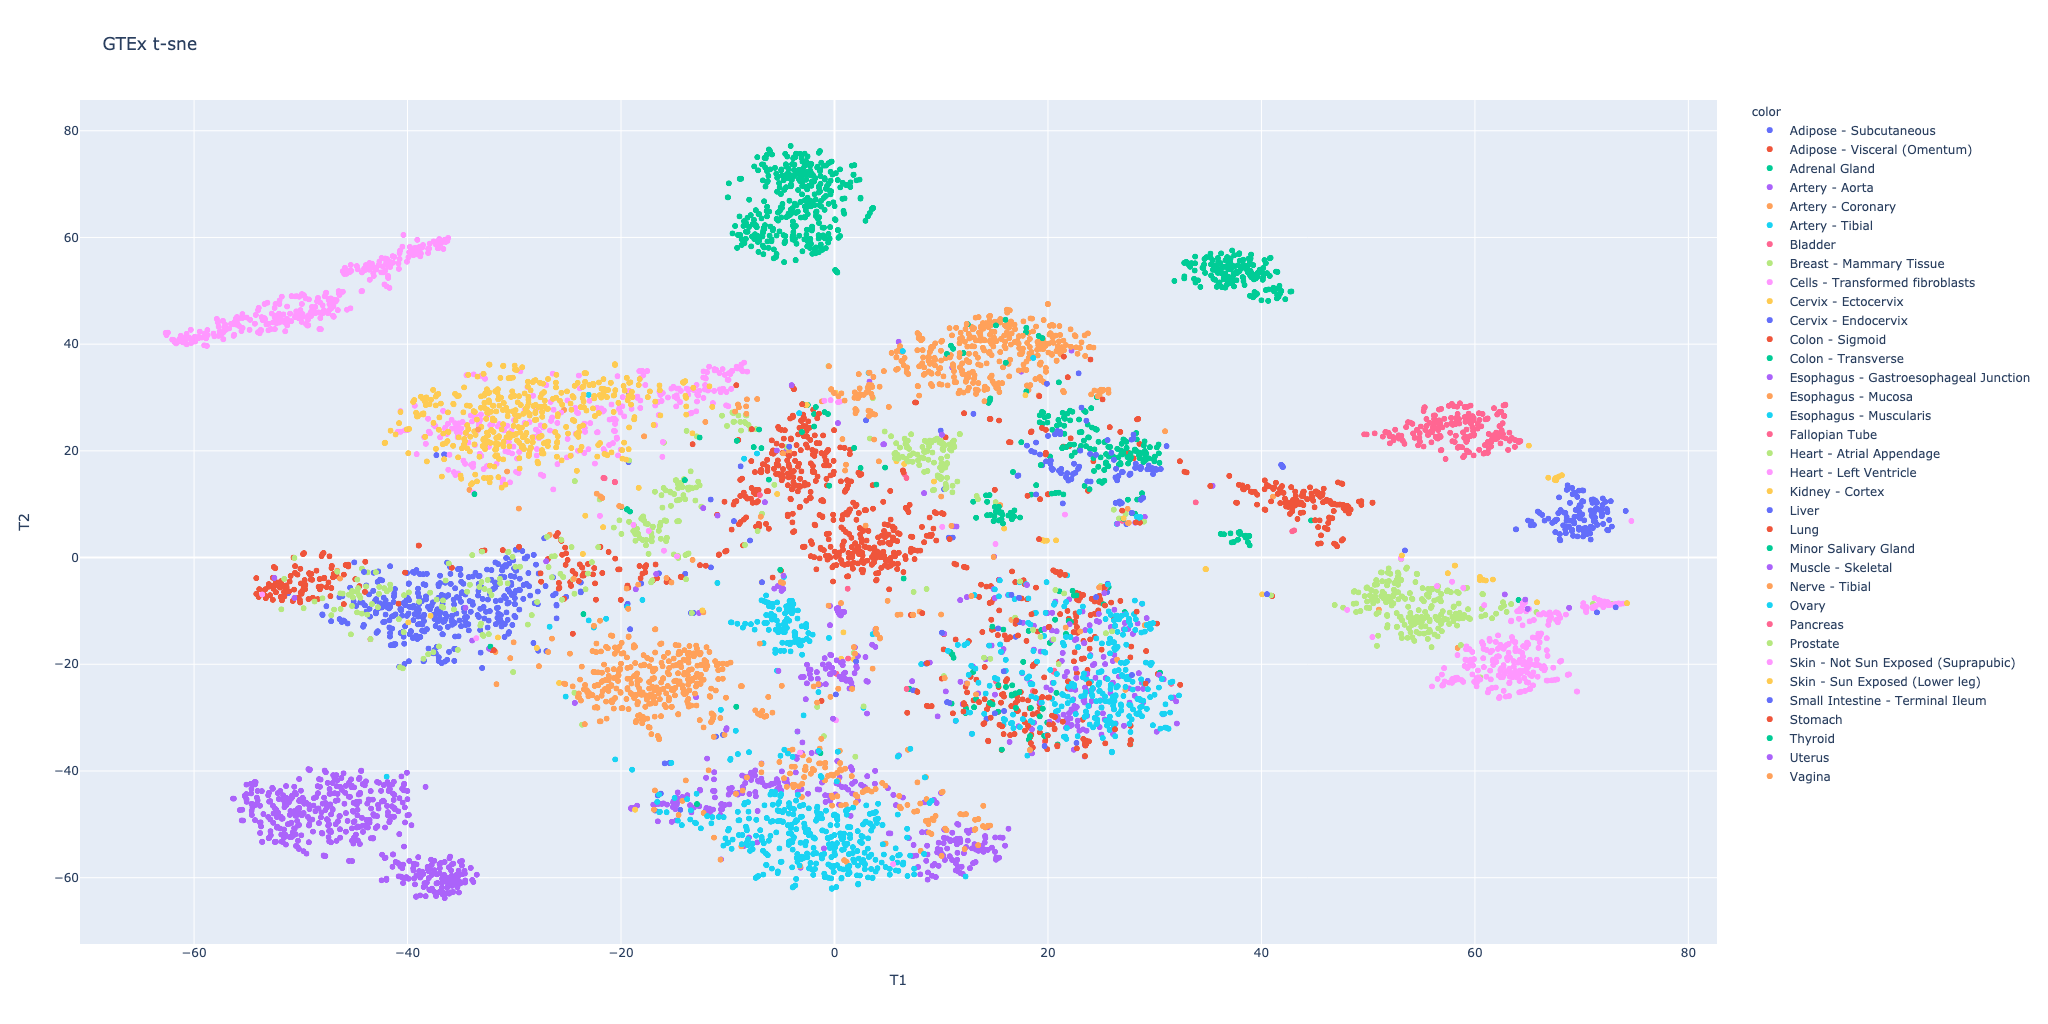 GTEx t-sne
color
Adipose - Subcutaneous
Adipose - Visceral (Omentum)
Adrenal Gland
Artery - Aorta
Artery - Coronary
Artery - Tibial
Bladder
Breast - Mammary Tissue
Cells - Transformed fibroblasts
Cervix - Ectocervix
Cervix - Endocervix
Colon - Sigmoid
Colon - Transverse
Esophagus - Gastroesophageal Junction
Esophagus - Mucosa
Esophagus - Muscularis
Fallopian Tube
Heart - Atrial Appendage
Heart - Left Ventricle
Kidney - Cortex
Liver
Lung
Minor Salivary Gland
Muscle - Skeletal
Nerve - Tibial
Ovary
Pancreas
Prostate
Skin - Not Sun Exposed (Suprapubic)
Skin - Sun Exposed (Lower leg)
Small Intestine - Terminal Ileum
Stomach
Thyroid
Uterus
Vagina
80
60
40
20
0
−20
−40
−60
T2
−60 −40 −20 0 20 40 60 80
T1